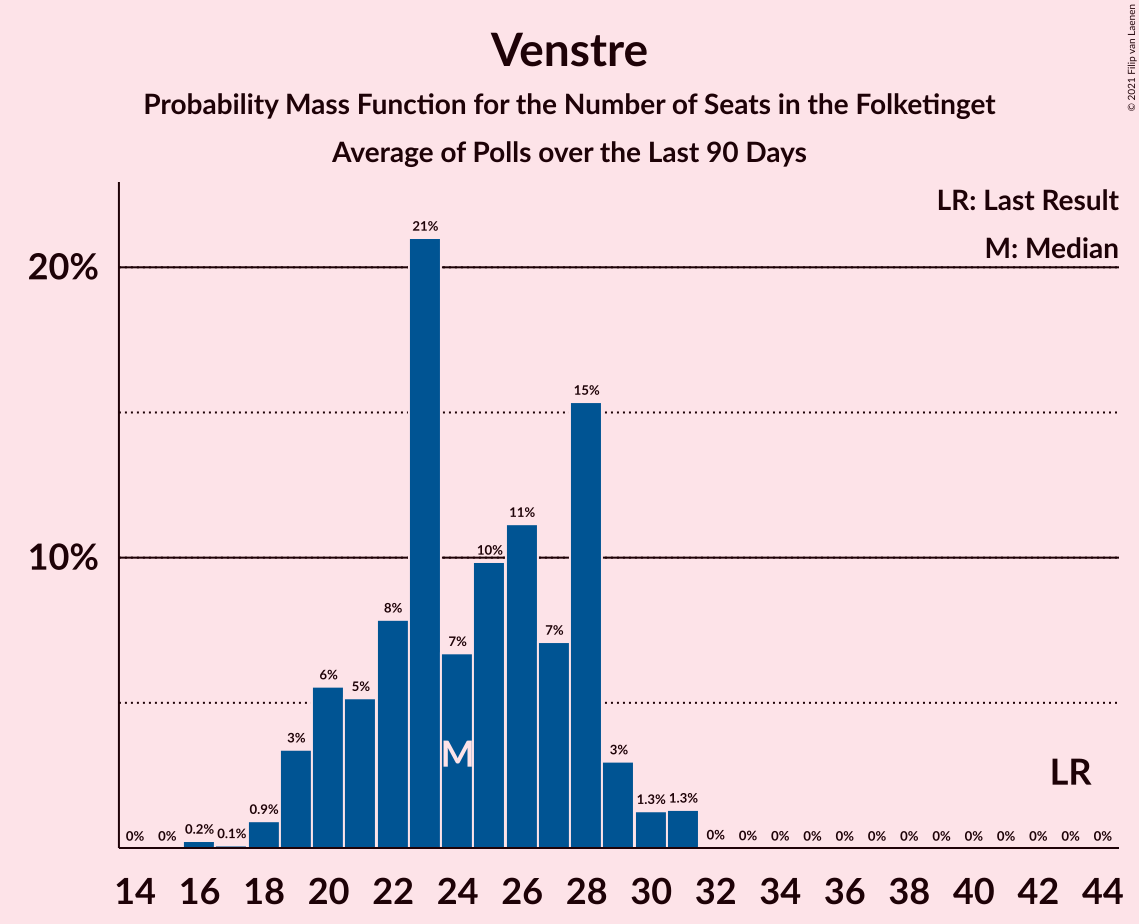 Venstre
Probability Mass Function for the Number of Seats in the Folketinget
Average of Polls over the Last 90 Days
© 2021 Filip van Laenen
LR: Last Result
M: Median
20%
10%
0% 0% 0.2% 0.1% 0.9% 3% 6% 5% 8% 21% 7% 10% 11% 7% 15% 3% 1.3% 1.3% 0% 0% 0% 0% 0% 0% 0% 0% 0% 0% 0% 0% 0%
M
LR
14 16 18 20 22 24 26 28 30 32 34 36 38 40 42 44